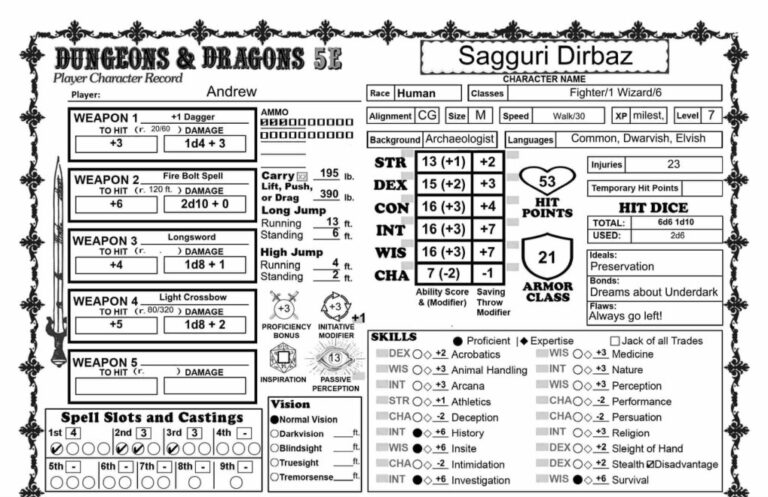 DUNGEONS & DRAGONS 5E
Player Character Record
Player: Andrew
Sagguri Dirbaz
CHARACTER NAME
Race Human Classes Fighter/1 Wizard/6
Alignment CG Size M Speed Walk/30 XP milest, Level 7
Background Archaeologist Languages Common, Dwarvish, Elvish
WEAPON 1 +1 Dagger
TO HIT (r. 20/60 ) DAMAGE
+3 1d4 + 3
WEAPON 2 Fire Bolt Spell
TO HIT (r. 120 ft. ) DAMAGE
+6 2d10 + 0
WEAPON 3 Longsword
TO HIT (r. . ) DAMAGE
+4 1d8 + 1
WEAPON 4 Light Crossbow
TO HIT (r. 80/320 ) DAMAGE
+5 1d8 + 2
WEAPON 5
TO HIT (r. ) DAMAGE
AMMO
Carry 195 lb.
Lift, Push,
or Drag 390 lb.
Long Jump
Running 13 ft.
Standing 6 ft.
High Jump
Running 4 ft.
Standing 2 ft.
+3
PROFICIENCY
BONUS
+3 +1
INITIATIVE
MODIFIER
INSPIRATION
13
PASSIVE
PERCEPTION
STR 13 (+1) +2
DEX 15 (+2) +3
CON 16 (+3) +4
INT 16 (+3) +7
WIS 16 (+3) +7
CHA 7 (-2) -1
Ability Score
& (Modifier)
Saving
Throw
Modifier
53
HIT
POINTS
21
ARMOR
CLASS
Injuries 23
Temporary Hit Points
HIT DICE
TOTAL: 6d6 1d10
USED: 2d6
Ideals:
Preservation
Bonds:
Dreams about Underdark
Flaws:
Always go left!
Spell Slots and Castings
1st 4 2nd 3 3rd 3 4th -
5th - 6th - 7th - 8th - 9th -
Vision
Normal Vision
Darkvision ft.
Blindsight ft.
Truesight ft.
Tremorsense ft.
SKILLS Proficient | Expertise Jack of all Trades
DEX +2 Acrobatics
WIS +3 Animal Handling
INT +3 Arcana
STR +1 Athletics
CHA -2 Deception
INT +6 History
WIS +6 Insite
CHA -2 Intimidation
INT +6 Investigation
WIS +3 Medicine
INT +3 Nature
WIS +3 Perception
CHA -2 Performance
CHA -2 Persuation
INT +3 Religion
DEX +2 Sleight of Hand
DEX +2 Stealth Disadvantage
WIS +6 Survival